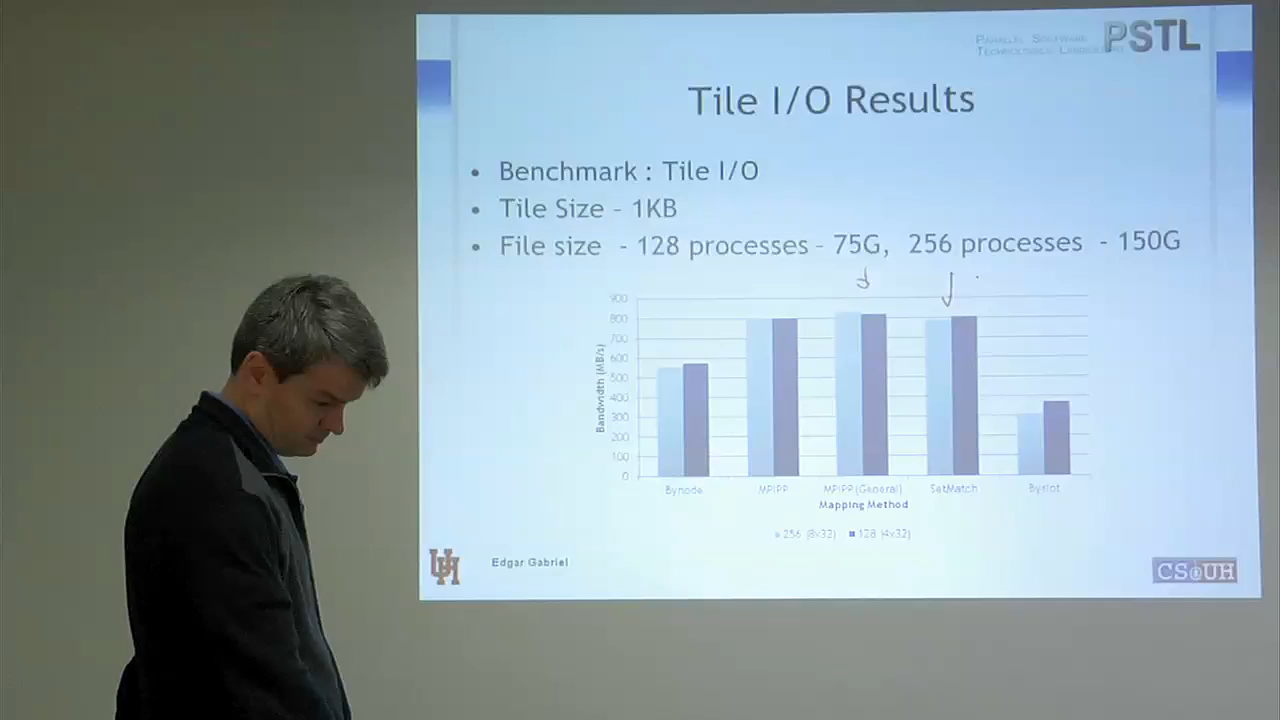 PARALLEL SOFTWARE
TECHNOLOGIES LABORATORY
PSTL
Tile I/O Results
• Benchmark : Tile I/O
• Tile Size – 1KB
• File size - 128 processes – 75G, 256 processes - 150G
900
800
700
600
500
400
300
200
100
0
Bandwidth (MB/s)
Bynode MPIPP MPIPP (General) SetMatch Byslot
Mapping Method
256 (8x32) 128 (4x32)
UH
Edgar Gabriel
CS@UH